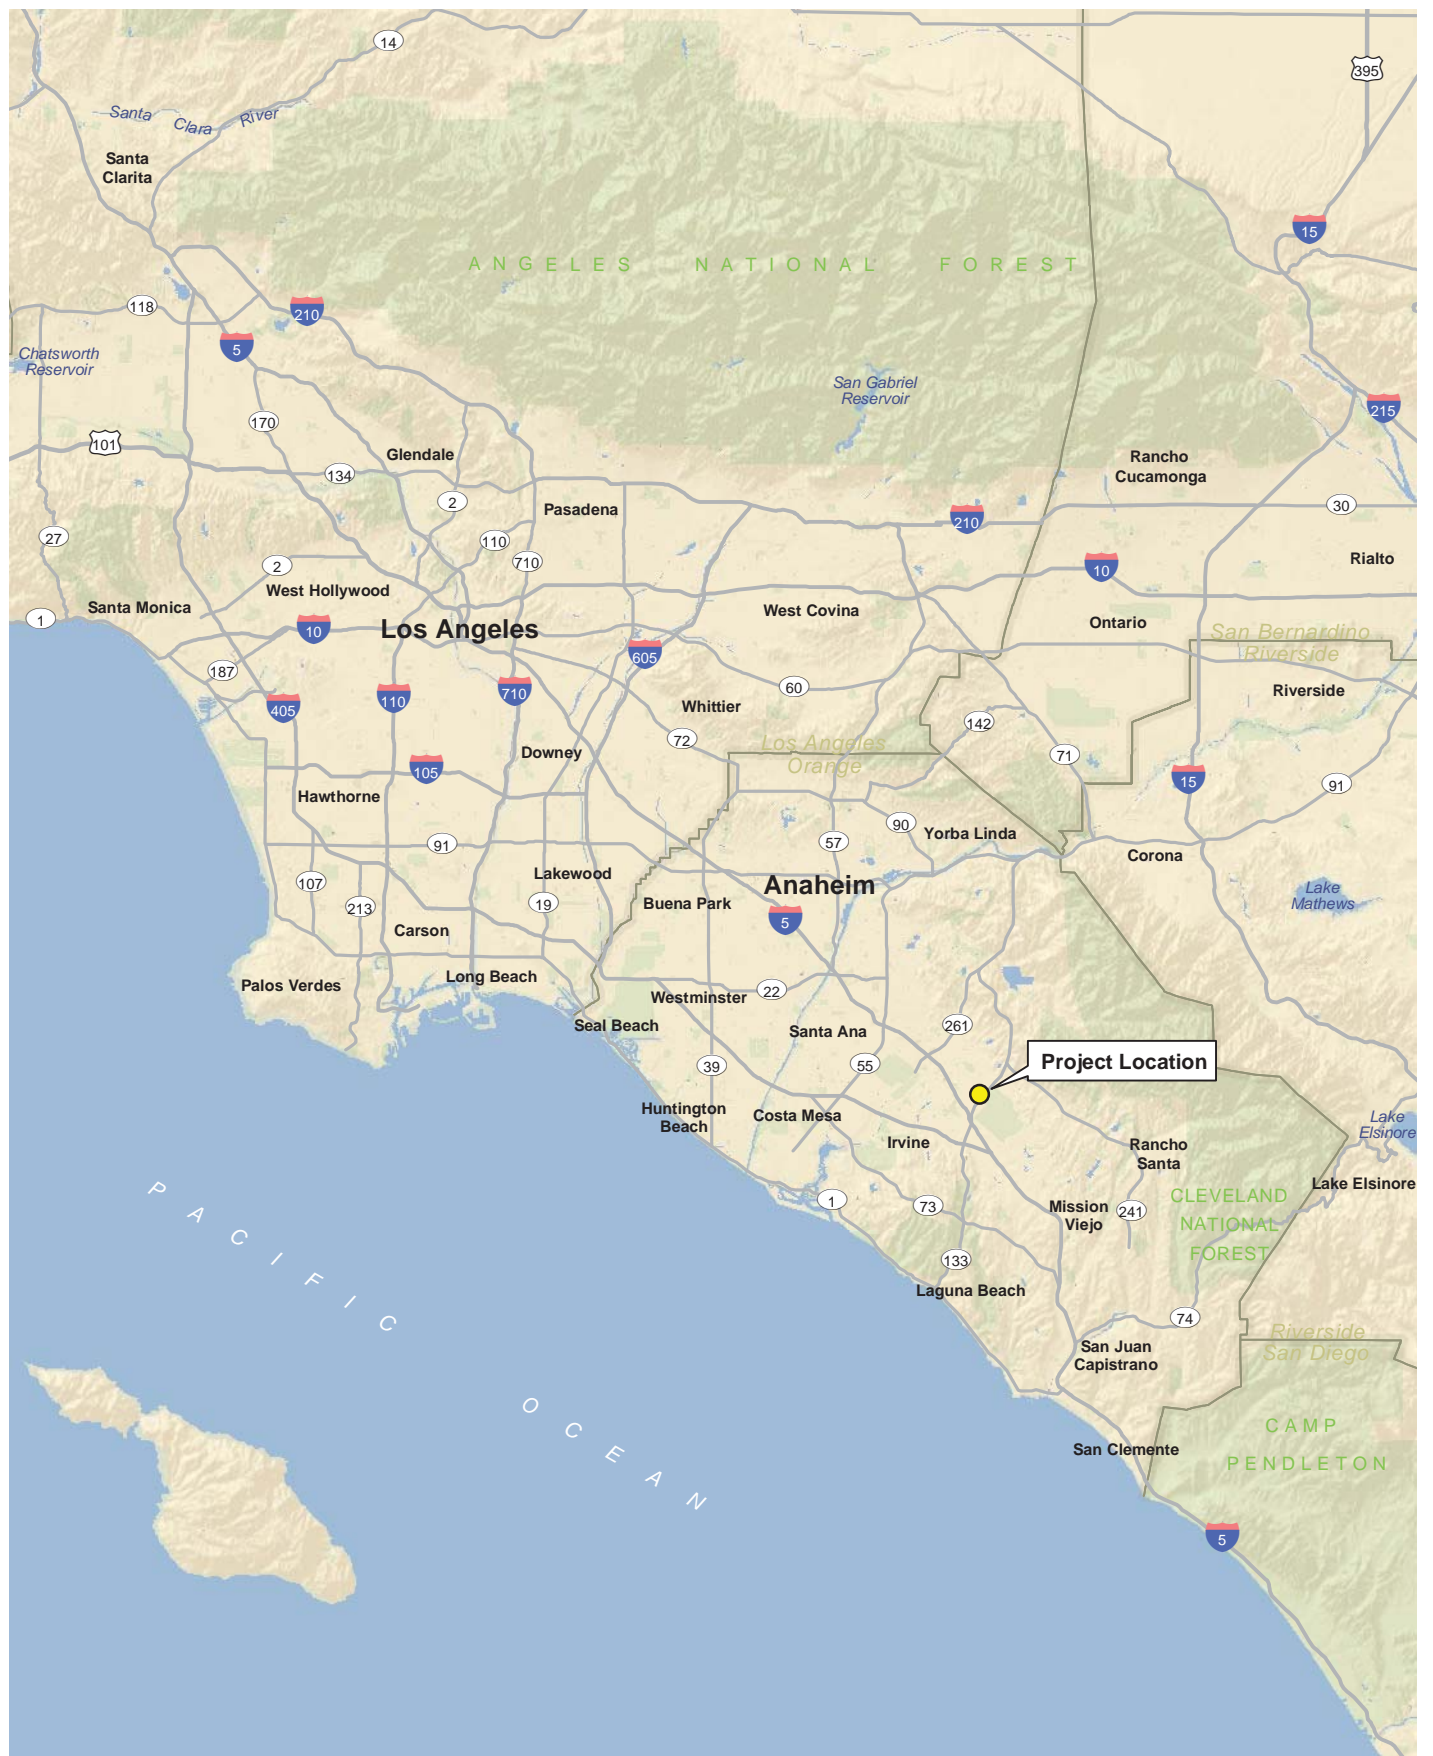 14
395
Santa Clara River
Santa
Clarita
15
ANGELES NATIONAL FOREST
118
210
5
Chatsworth
Reservoir
San Gabriel
Reservoir
215
170
101
Glendale
134
Rancho
Cucamonga
2
Pasadena
210
30
27
110
710
2
10
Rialto
West Hollywood
Santa Monica
1
West Covina
10
Los Angeles
Ontario
San Bernardino
Riverside
605
187
60
Riverside
405
110
710
Whittier
142
72
Los Angeles
Orange
Downey
71
105
15
91
Hawthorne
90
Yorba Linda
91
57
Corona
Lakewood
107
Anaheim
Lake
Mathews
213
19
Buena Park
5
Carson
Long Beach
Palos Verdes
22
Westminster
Seal Beach
Santa Ana
261
39
55
Project Location
Huntington
Beach
Costa Mesa
Irvine
Lake
Elsinore
Rancho
Santa
Lake Elsinore
PACIFIC
1
73
Mission
Viejo
241
CLEVELAND
NATIONAL
FOREST
133
Laguna Beach
74
Riverside
San Diego
San Juan
Capistrano
OCEAN
CAMP
PENDLETON
San Clemente
5